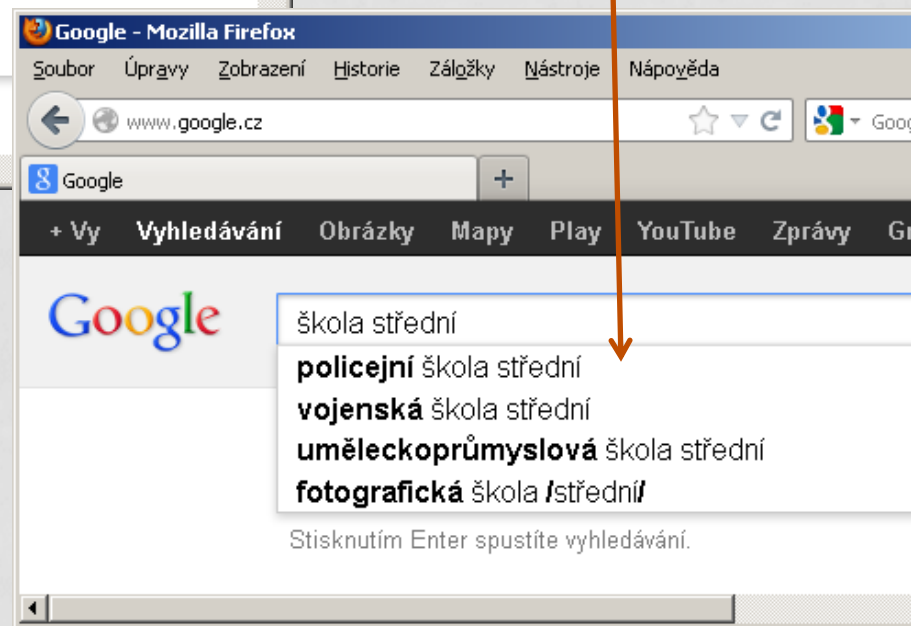 Google - Mozilla Firefox
Soubor Úpravy Zobrazení Historie Záložky Nástroje Nápověda
www.google.cz
Google
+ Vy Vyhledávání Obrázky Mapy Play YouTube Zprávy
Google škola střední
policejní škola střední
vojenská škola střední
uměleckoprůmyslová škola střední
fotografická škola /střední/
Stisknutím Enter spustíte vyhledávání.